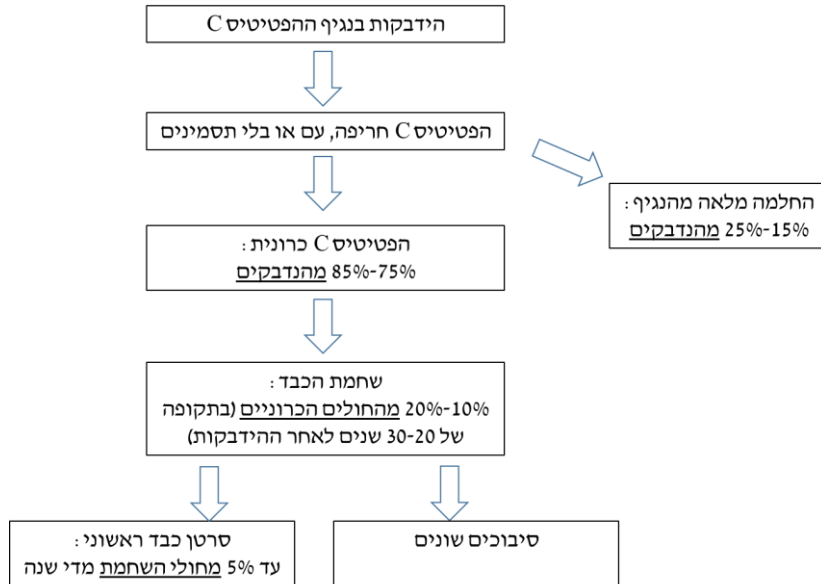 הידבקות בנגיף ההפטיטיס C
הפטיטיס C חריפה, עם או בלי תסמינים
החלמה מלאה מהנגיף:
25%-15% מהנדבקים
הפטיטיס C כרונית:
85%-75% מהנדבקים
שחמת הכבד:
20%-10% מהחולים הכרוניים (בתקופה
של 30-20 שנים לאחר ההידבקות)
סיבוכים שונים
סרטן כבד ראשוני:
עד 5% מחולי השחמת מדי שנה